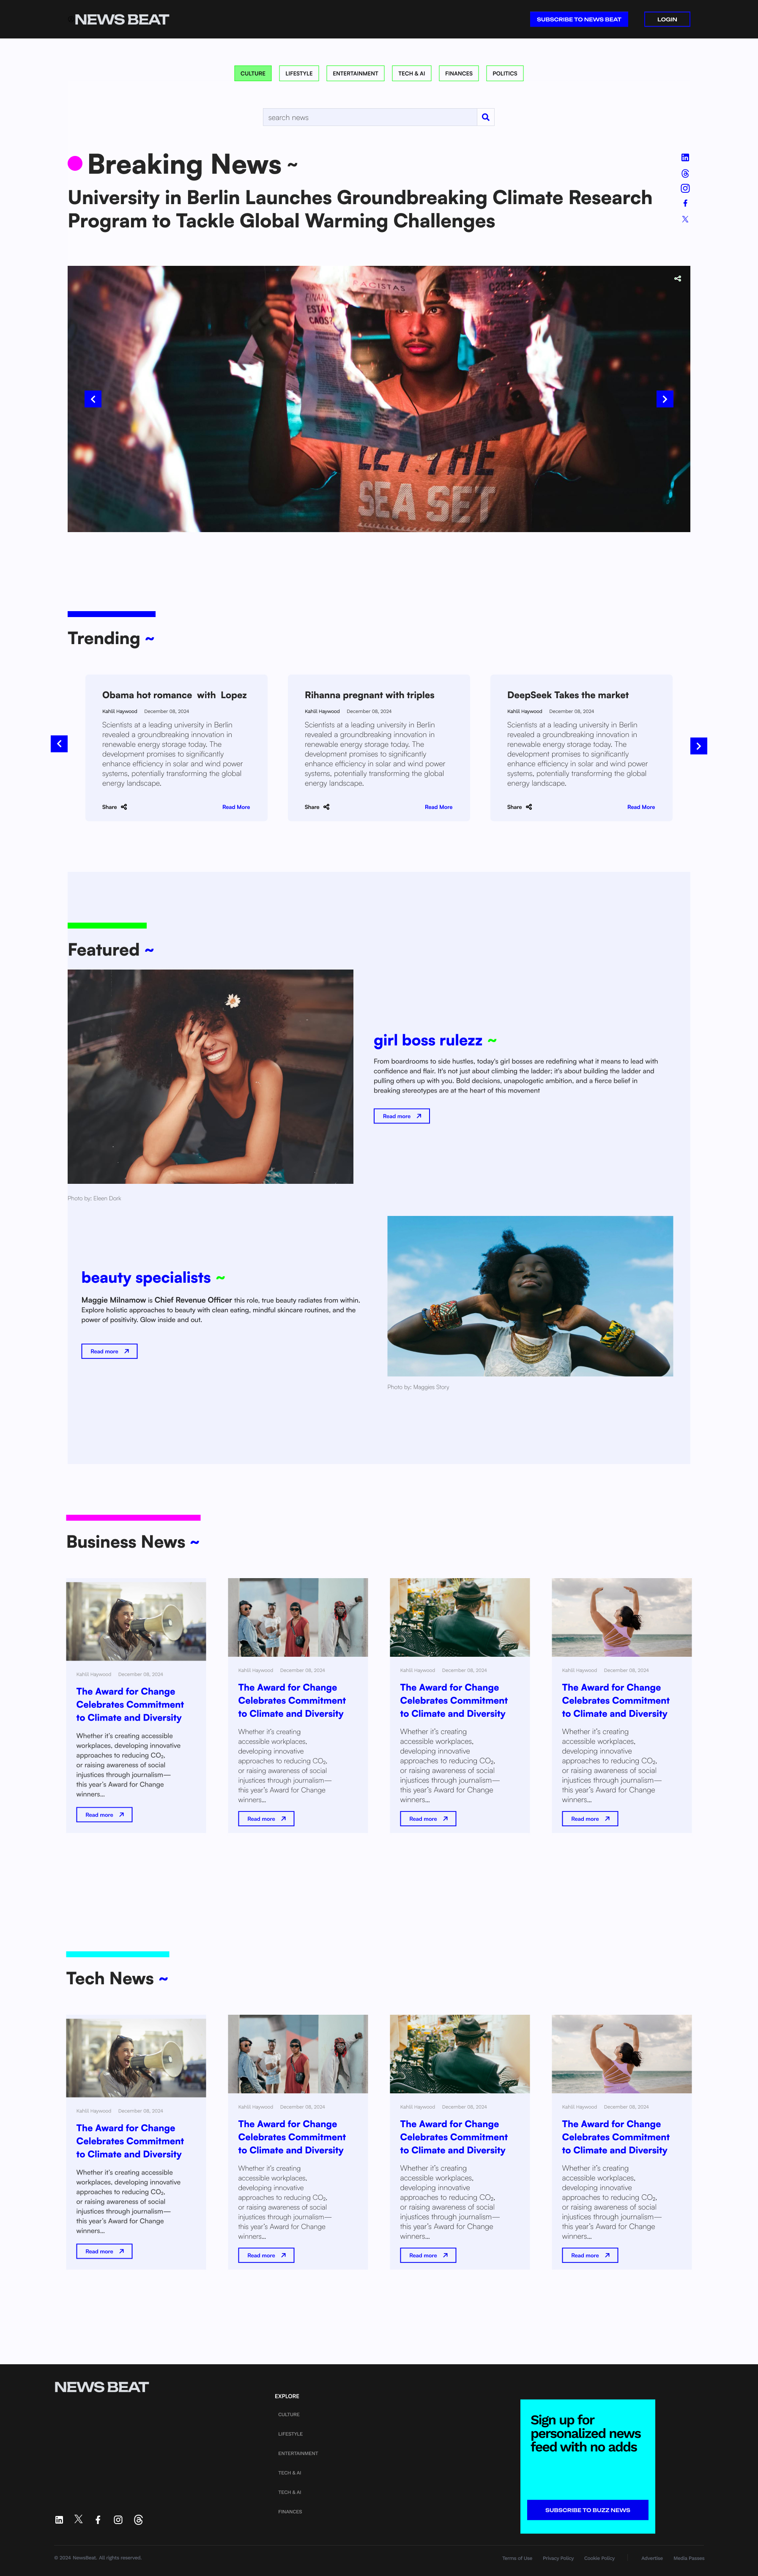 NEWS BEAT
SUBSCRIBE TO NEWS BEAT
LOGIN
CULTURE
LIFESTYLE
ENTERTAINMENT
TECH & AI
FINANCES
POLITICS
search news
Breaking News ~
University in Berlin Launches Groundbreaking Climate Research
Program to Tackle Global Warming Challenges
LET THE
SEA SET
Trending ~
Obama hot romance with Lopez
Kahlil Haywood December 08, 2024
Scientists at a leading university in Berlin
revealed a groundbreaking innovation in
renewable energy storage today. The
development promises to significantly
enhance efficiency in solar and wind power
systems, potentially transforming the global
energy landscape.
Share
Read More
Rihanna pregnant with triples
Kahlil Haywood December 08, 2024
Scientists at a leading university in Berlin
revealed a groundbreaking innovation in
renewable energy storage today. The
development promises to significantly
enhance efficiency in solar and wind power
systems, potentially transforming the global
energy landscape.
Share
Read More
DeepSeek Takes the market
Kahlil Haywood December 08, 2024
Scientists at a leading university in Berlin
revealed a groundbreaking innovation in
renewable energy storage today. The
development promises to significantly
enhance efficiency in solar and wind power
systems, potentially transforming the global
energy landscape.
Share
Read More
Featured ~
girl boss rulezz ~
From boardrooms to side hustles, today's girl bosses are redefining what it means to lead with
confidence and flair. It's not just about climbing the ladder; it's about building the ladder and
pulling others up with you. Bold decisions, unapologetic ambition, and a fierce belief in
breaking stereotypes are at the heart of this movement
Read more
Photo by: Eleen Dork
beauty specialists ~
Maggie Milnamow is Chief Revenue Officer this role, true beauty radiates from within.
Explore holistic approaches to beauty with clean eating, mindful skincare routines, and the
power of positivity. Glow inside and out.
Read more
Photo by: Maggies Story
Business News ~
Kahlil Haywood December 08, 2024
The Award for Change
Celebrates Commitment
to Climate and Diversity
Whether it's creating accessible
workplaces, developing innovative
approaches to reducing CO₂,
or raising awareness of social
injustices through journalism—
this year's Award for Change
winners...
Read more
Kahlil Haywood December 08, 2024
The Award for Change
Celebrates Commitment
to Climate and Diversity
Whether it's creating
accessible workplaces,
developing innovative
approaches to reducing CO₂,
or raising awareness of social
injustices through journalism—
this year's Award for Change
winners...
Read more
Kahlil Haywood December 08, 2024
The Award for Change
Celebrates Commitment
to Climate and Diversity
Whether it's creating
accessible workplaces,
developing innovative
approaches to reducing CO₂,
or raising awareness of social
injustices through journalism—
this year's Award for Change
winners...
Read more
Kahlil Haywood December 08, 2024
The Award for Change
Celebrates Commitment
to Climate and Diversity
Whether it's creating
accessible workplaces,
developing innovative
approaches to reducing CO₂,
or raising awareness of social
injustices through journalism—
this year's Award for Change
winners...
Read more
Tech News ~
Kahlil Haywood December 08, 2024
The Award for Change
Celebrates Commitment
to Climate and Diversity
Whether it's creating accessible
workplaces, developing innovative
approaches to reducing CO₂,
or raising awareness of social
injustices through journalism—
this year's Award for Change
winners...
Read more
Kahlil Haywood December 08, 2024
The Award for Change
Celebrates Commitment
to Climate and Diversity
Whether it's creating
accessible workplaces,
developing innovative
approaches to reducing CO₂,
or raising awareness of social
injustices through journalism—
this year's Award for Change
winners...
Read more
Kahlil Haywood December 08, 2024
The Award for Change
Celebrates Commitment
to Climate and Diversity
Whether it's creating
accessible workplaces,
developing innovative
approaches to reducing CO₂,
or raising awareness of social
injustices through journalism—
this year's Award for Change
winners...
Read more
Kahlil Haywood December 08, 2024
The Award for Change
Celebrates Commitment
to Climate and Diversity
Whether it's creating
accessible workplaces,
developing innovative
approaches to reducing CO₂,
or raising awareness of social
injustices through journalism—
this year's Award for Change
winners...
Read more
NEWS BEAT
EXPLORE
CULTURE
LIFESTYLE
ENTERTAINMENT
TECH & AI
TECH & AI
FINANCES
Sign up for
personalized news
feed with no adds
SUBSCRIBE TO BUZZ NEWS
© 2024 NewsBeat. All rights reserved.
Terms of Use
Privacy Policy
Cookie Policy
Advertise
Media Passes